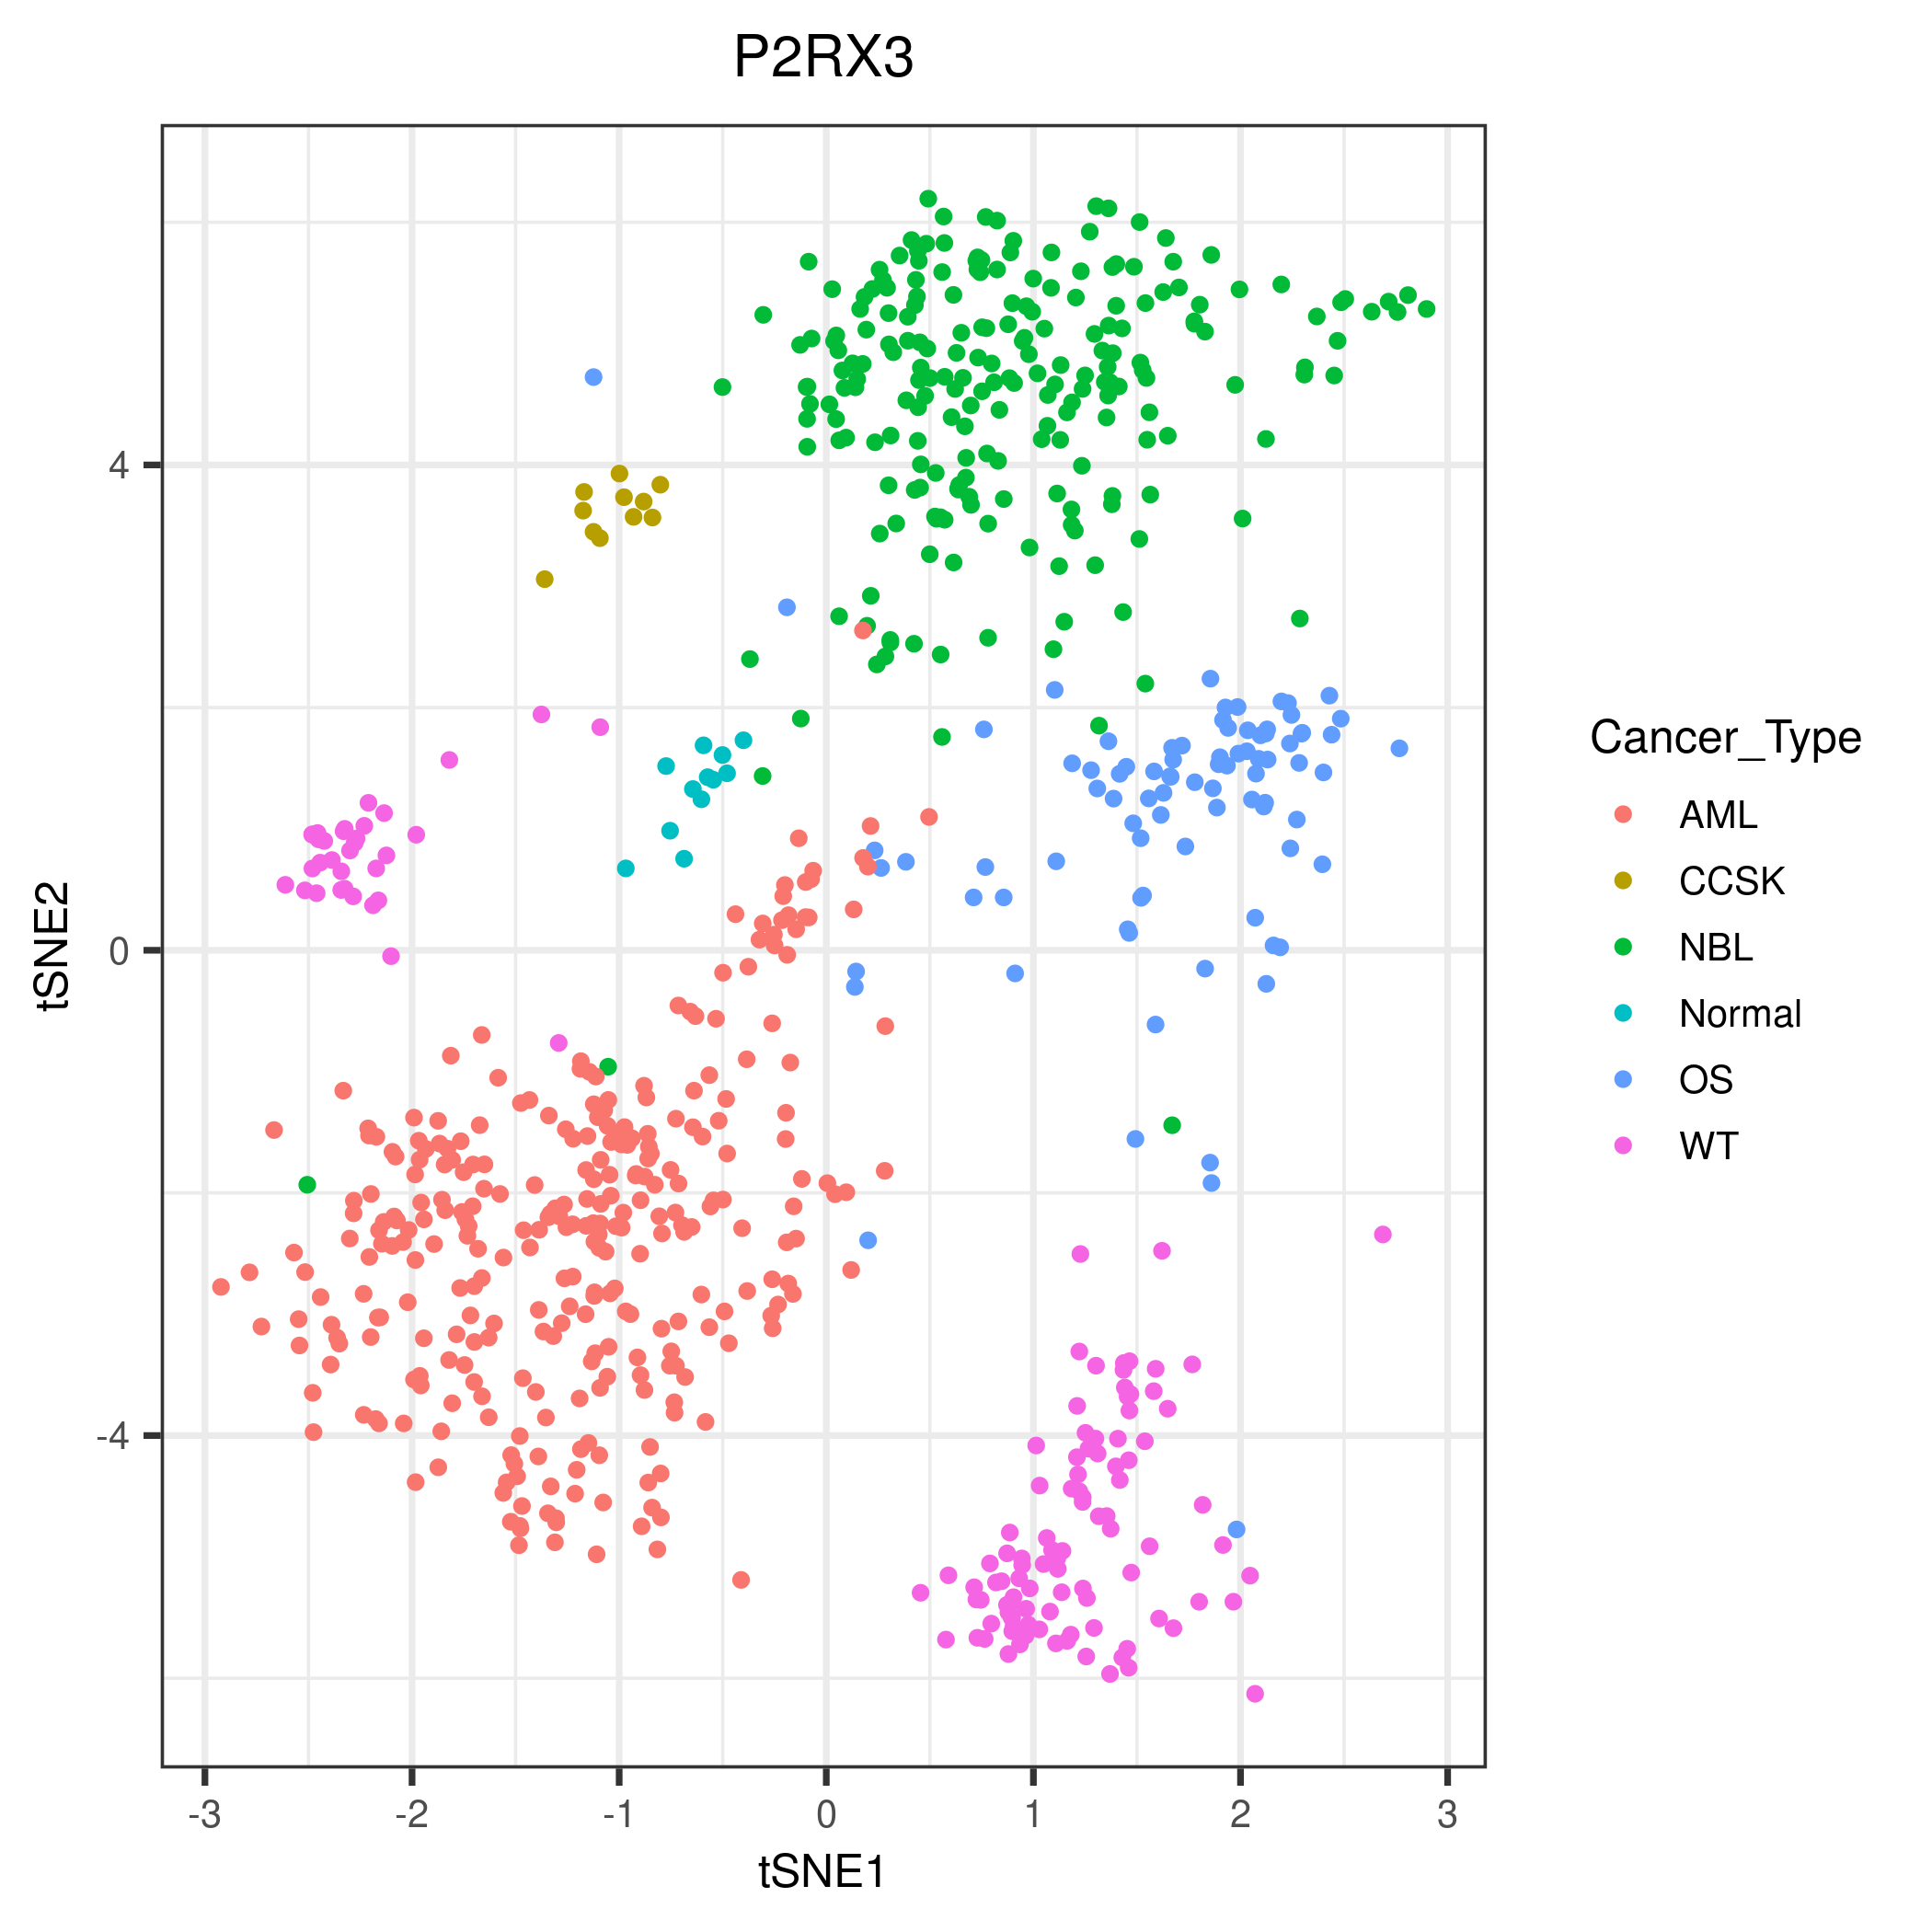 P2RX3
4
0
-4
tSNE2
-3 -2 -1 0 1 2 3
tSNE1
Cancer_Type
AML
CCSK
NBL
Normal
OS
WT